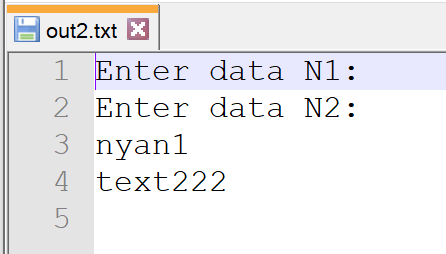 out2.txt
1 Enter data N1:
2 Enter data N2:
3 nyan1
4 text222
5